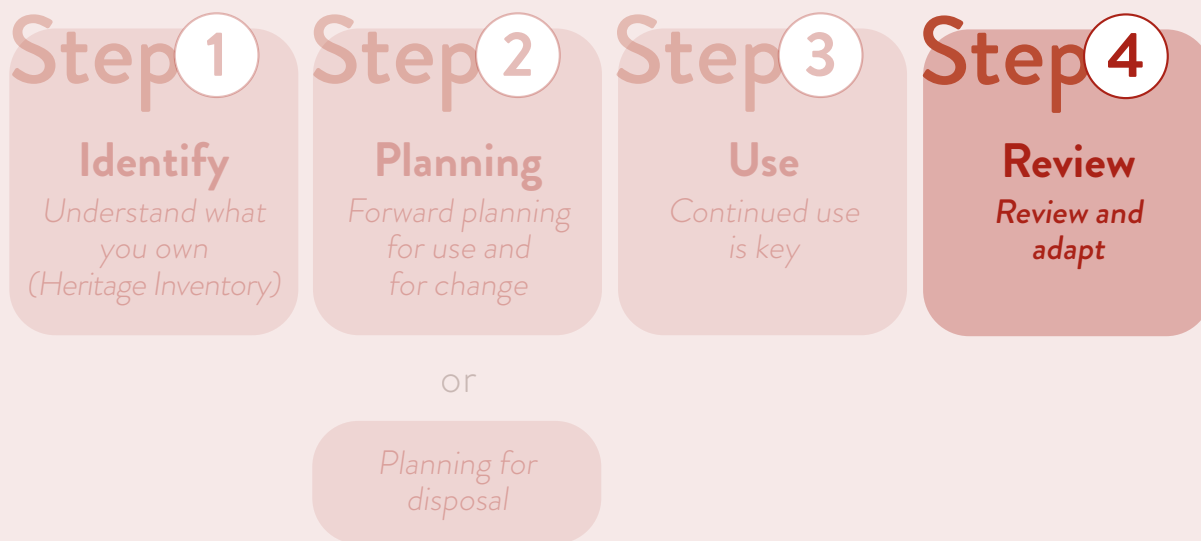 Step 1
Identify
Understand what
you own
(Heritage Inventory)
Step 2
Planning
Forward planning
for use and
for change
or
Planning for
disposal
Step 3
Use
Continued use
is key
Step 4
Review
Review and
adapt